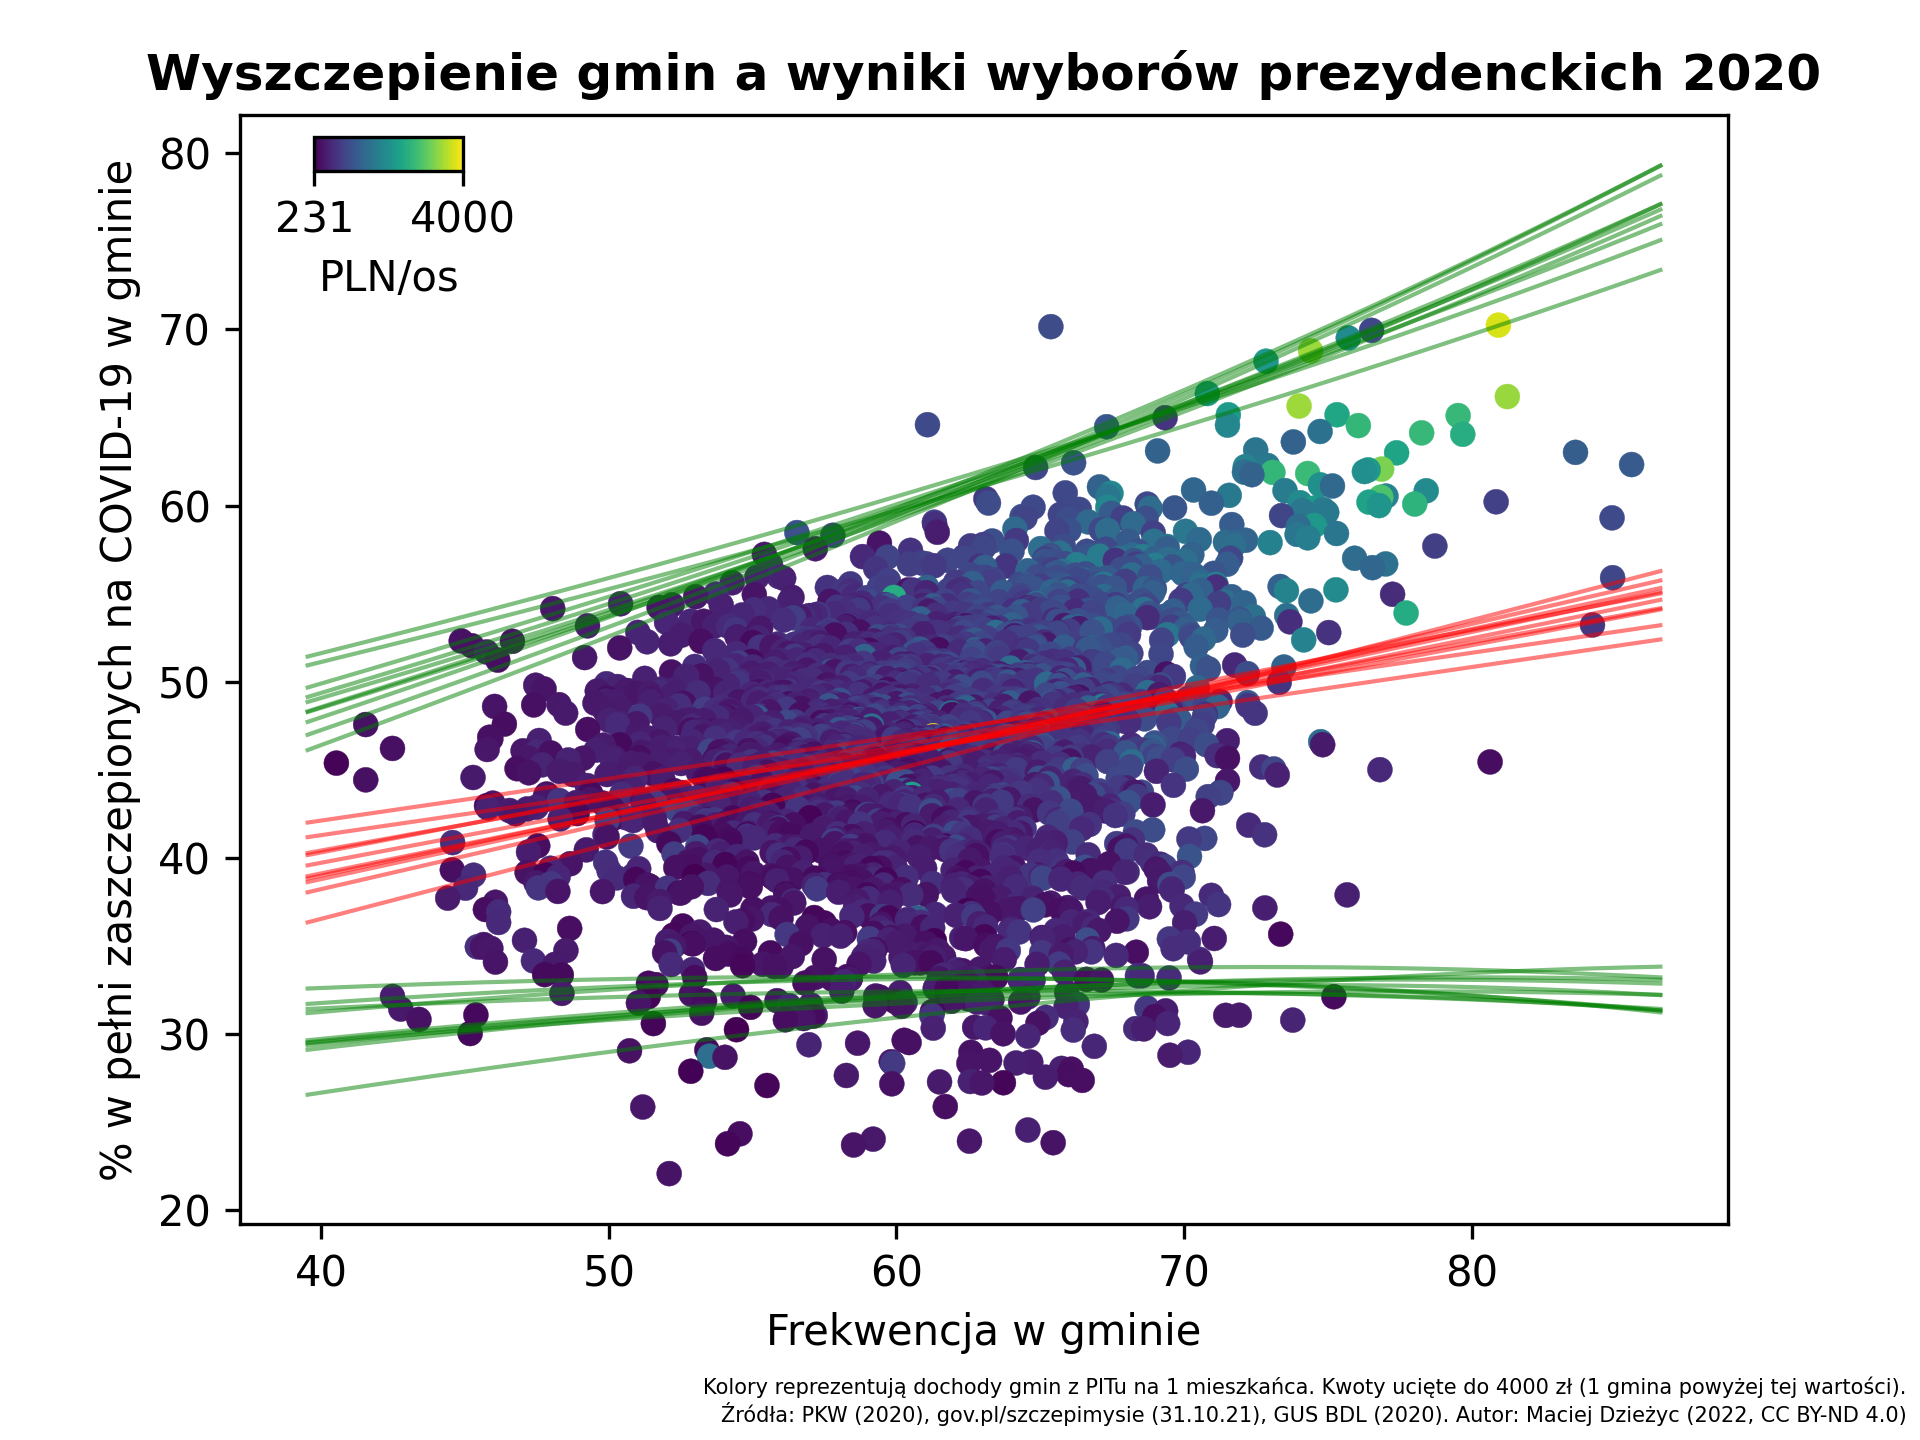 Wyszczepienie gmin a wyniki wyborów prezydenckich 2020
% w pełni zaszczepionych na COVID-19 w gminie
80
70
60
50
40
30
20
231 4000
PLN/os
40 50 60 70 80
Frekwencja w gminie
Kolory reprezentują dochody gmin z PITu na 1 mieszkańca. Kwoty ucięte do 4000 zł (1 gmina powyżej tej wartości).
Źródła: PKW (2020), gov.pl/szczepimysie (31.10.21), GUS BDL (2020). Autor: Maciej Dzieżyc (2022, CC BY-ND 4.0)